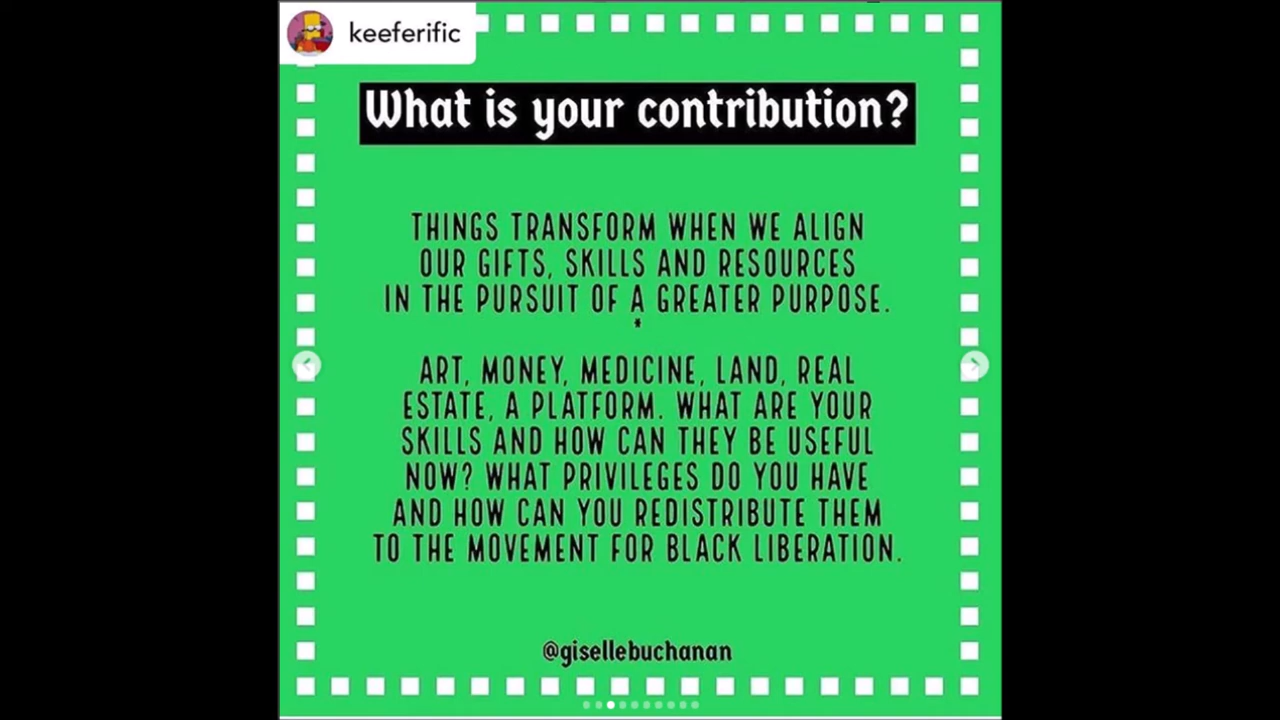 keeferific
What is your contribution?
THINGS TRANSFORM WHEN WE ALIGN
OUR GIFTS, SKILLS AND RESOURCES
IN THE PURSUIT OF A GREATER PURPOSE.
*
ART, MONEY, MEDICINE, LAND, REAL
ESTATE, A PLATFORM. WHAT ARE YOUR
SKILLS AND HOW CAN THEY BE USEFUL
NOW? WHAT PRIVILEGES DO YOU HAVE
AND HOW CAN YOU REDISTRIBUTE THEM
TO THE MOVEMENT FOR BLACK LIBERATION.
@gisellebuchanan